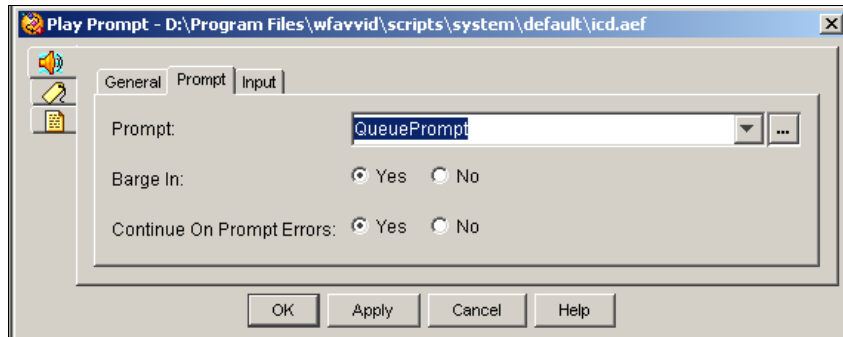 Play Prompt - D:\Program Files\wfavvid\scripts\system\default\icd.aef
General Prompt Input
Prompt: QueuePrompt ...
Barge In: Yes No
Continue On Prompt Errors: Yes No
OK Apply Cancel Help